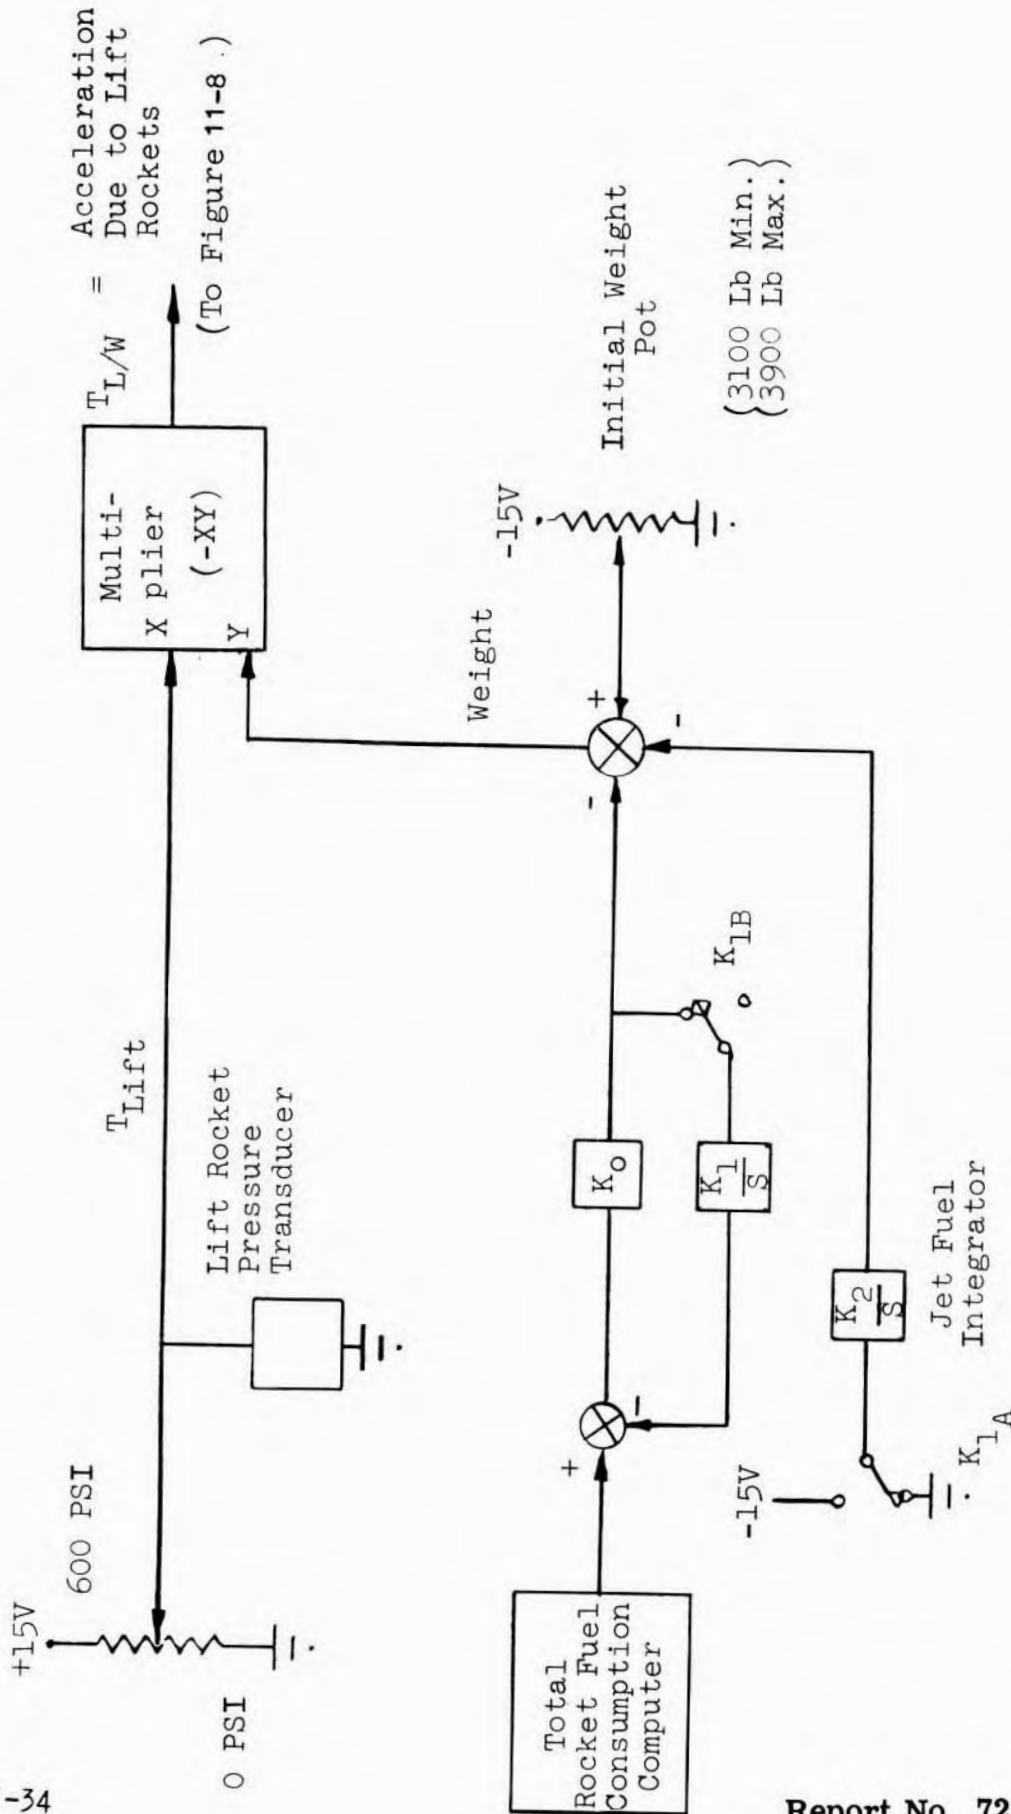 +15V
600 PSI
0 PSI
T_Lift
Lift Rocket
Pressure
Transducer
Multi-
X plier
(-XY)
Y
T_L/W = Acceleration
Due to Lift
Rockets
(To Figure 11-8.)
Total
Rocket Fuel
Consumption
Computer
+
-
K_o
K_1
S
K_1B
-
+
-
Weight
-15V
Initial Weight
Pot
{3100 Lb Min.}
{3900 Lb Max.}
-15V
K_1A
K_2
S
Jet Fuel
Integrator
-34
Report No. 72